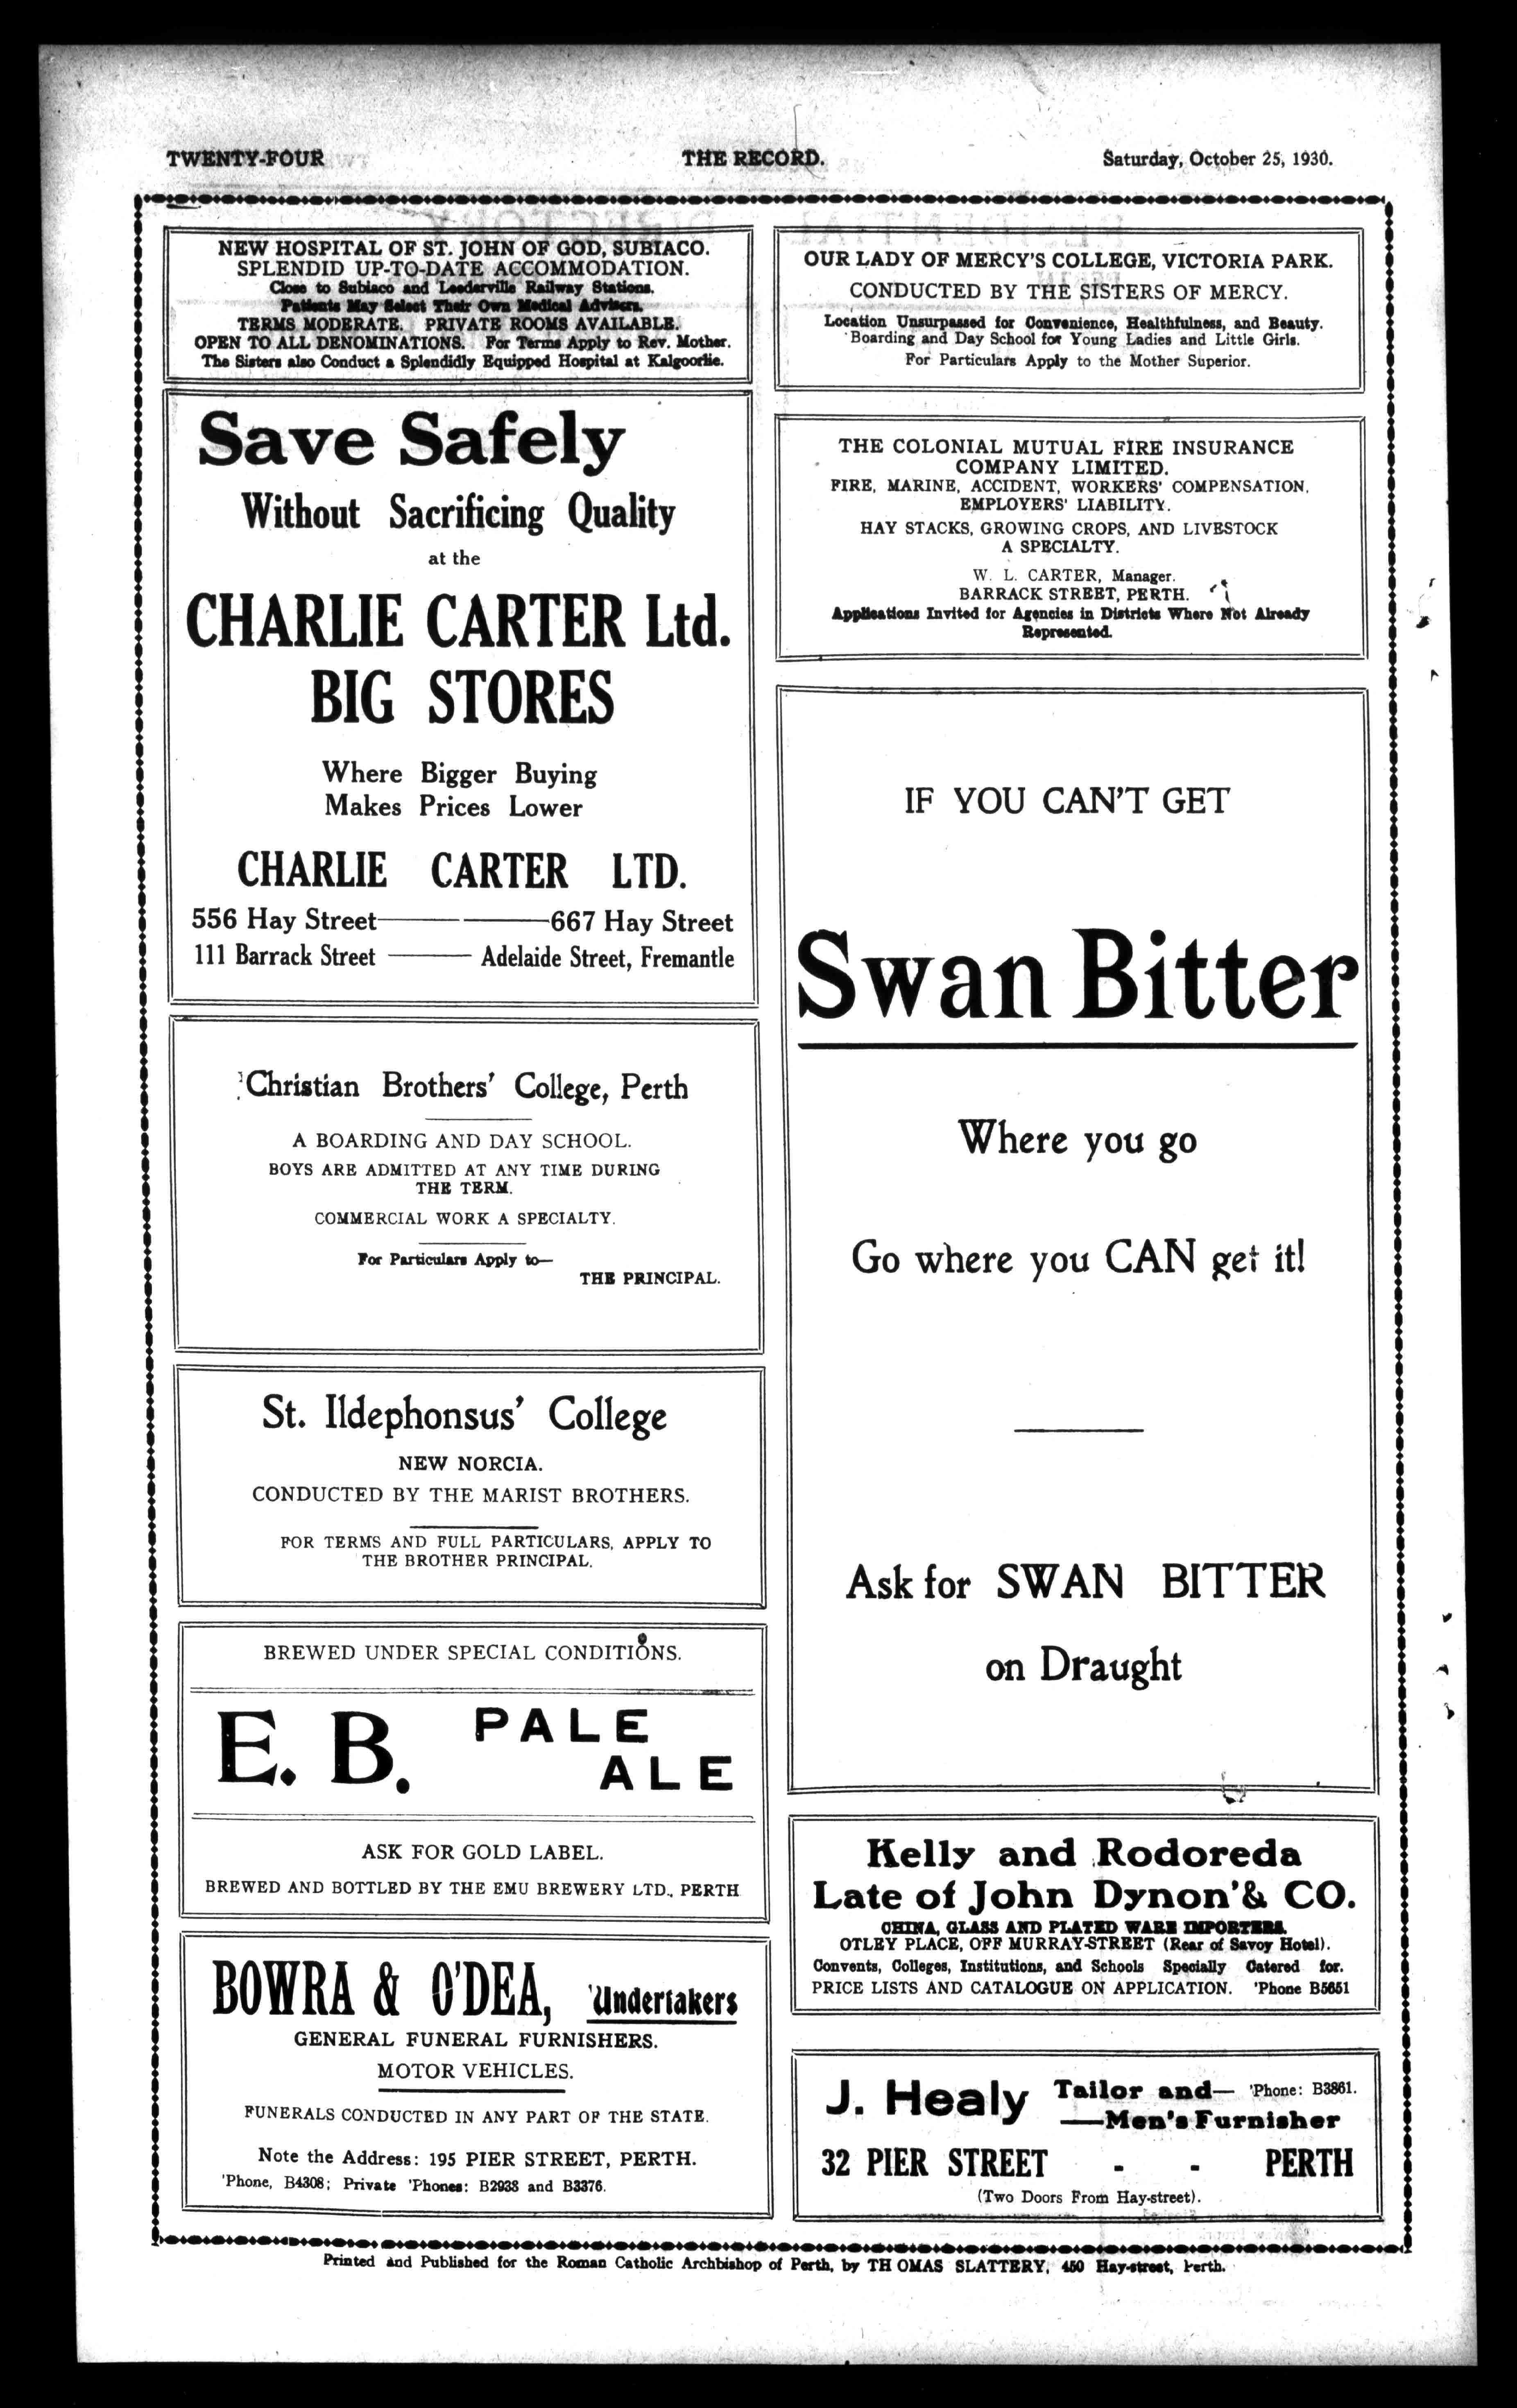 TWENTY-FOUR
THE RECORD.
Saturday, October 25, 1930.
NEW HOSPITAL OF ST. JOHN OF GOD, SUBIACO.
SPLENDID UP-TO-DATE ACCOMMODATION.
Close to Subiaco and Leederville Railway Stations.
Patients May Select Their Own Medical Advisers.
TERMS MODERATE. PRIVATE ROOMS AVAILABLE.
OPEN TO ALL DENOMINATIONS. For Terms Apply to Rev. Mother.
The Sisters also Conduct a Splendidly Equipped Hospital at Kalgoorlie.
Save Safely
Without Sacrificing Quality
at the
CHARLIE CARTER Ltd.
BIG STORES
Where Bigger Buying
Makes Prices Lower
CHARLIE CARTER LTD.
556 Hay Street——— ———667 Hay Street
111 Barrack Street ——— Adelaide Street, Fremantle
Christian Brothers' College, Perth
A BOARDING AND DAY SCHOOL.
BOYS ARE ADMITTED AT ANY TIME DURING
THE TERM.
COMMERCIAL WORK A SPECIALTY.
For Particulars Apply to—
THE PRINCIPAL.
St. Ildephonsus' College
NEW NORCIA.
CONDUCTED BY THE MARIST BROTHERS.
FOR TERMS AND FULL PARTICULARS, APPLY TO
THE BROTHER PRINCIPAL.
BREWED UNDER SPECIAL CONDITIONS.
E. B. PALE
ALE
ASK FOR GOLD LABEL.
BREWED AND BOTTLED BY THE EMU BREWERY LTD., PERTH
BOWRA & O'DEA, 'Undertakers
GENERAL FUNERAL FURNISHERS.
MOTOR VEHICLES.
FUNERALS CONDUCTED IN ANY PART OF THE STATE.
Note the Address: 195 PIER STREET, PERTH.
'Phone, B4308; Private 'Phones: B2938 and B3376.
OUR LADY OF MERCY'S COLLEGE, VICTORIA PARK.
CONDUCTED BY THE SISTERS OF MERCY.
Location Unsurpassed for Convenience, Healthfulness, and Beauty.
Boarding and Day School for Young Ladies and Little Girls.
For Particulars Apply to the Mother Superior.
THE COLONIAL MUTUAL FIRE INSURANCE
COMPANY LIMITED.
FIRE, MARINE, ACCIDENT, WORKERS' COMPENSATION,
EMPLOYERS' LIABILITY.
HAY STACKS, GROWING CROPS, AND LIVESTOCK
A SPECIALTY.
W. L. CARTER, Manager.
BARRACK STREET, PERTH.
Applications Invited for Agencies in Districts Where Not Already
Represented.
IF YOU CAN'T GET
Swan Bitter
Where you go
Go where you CAN get it!
Ask for SWAN BITTER
on Draught
Kelly and Rodoreda
Late of John Dynon'& CO.
CHINA, GLASS AND PLATED WARE IMPORTERS.
OTLEY PLACE, OFF MURRAY-STREET (Rear of Savoy Hotel).
Convents, Colleges, Institutions, and Schools Specially Catered for.
PRICE LISTS AND CATALOGUE ON APPLICATION. 'Phone B5651
J. Healy Tailor and— 'Phone: B3861.
——Men's Furnisher
32 PIER STREET - - PERTH
(Two Doors From Hay-street).
Printed and Published for the Roman Catholic Archbishop of Perth, by TH OMAS SLATTERY, 450 Hay-street, Perth.